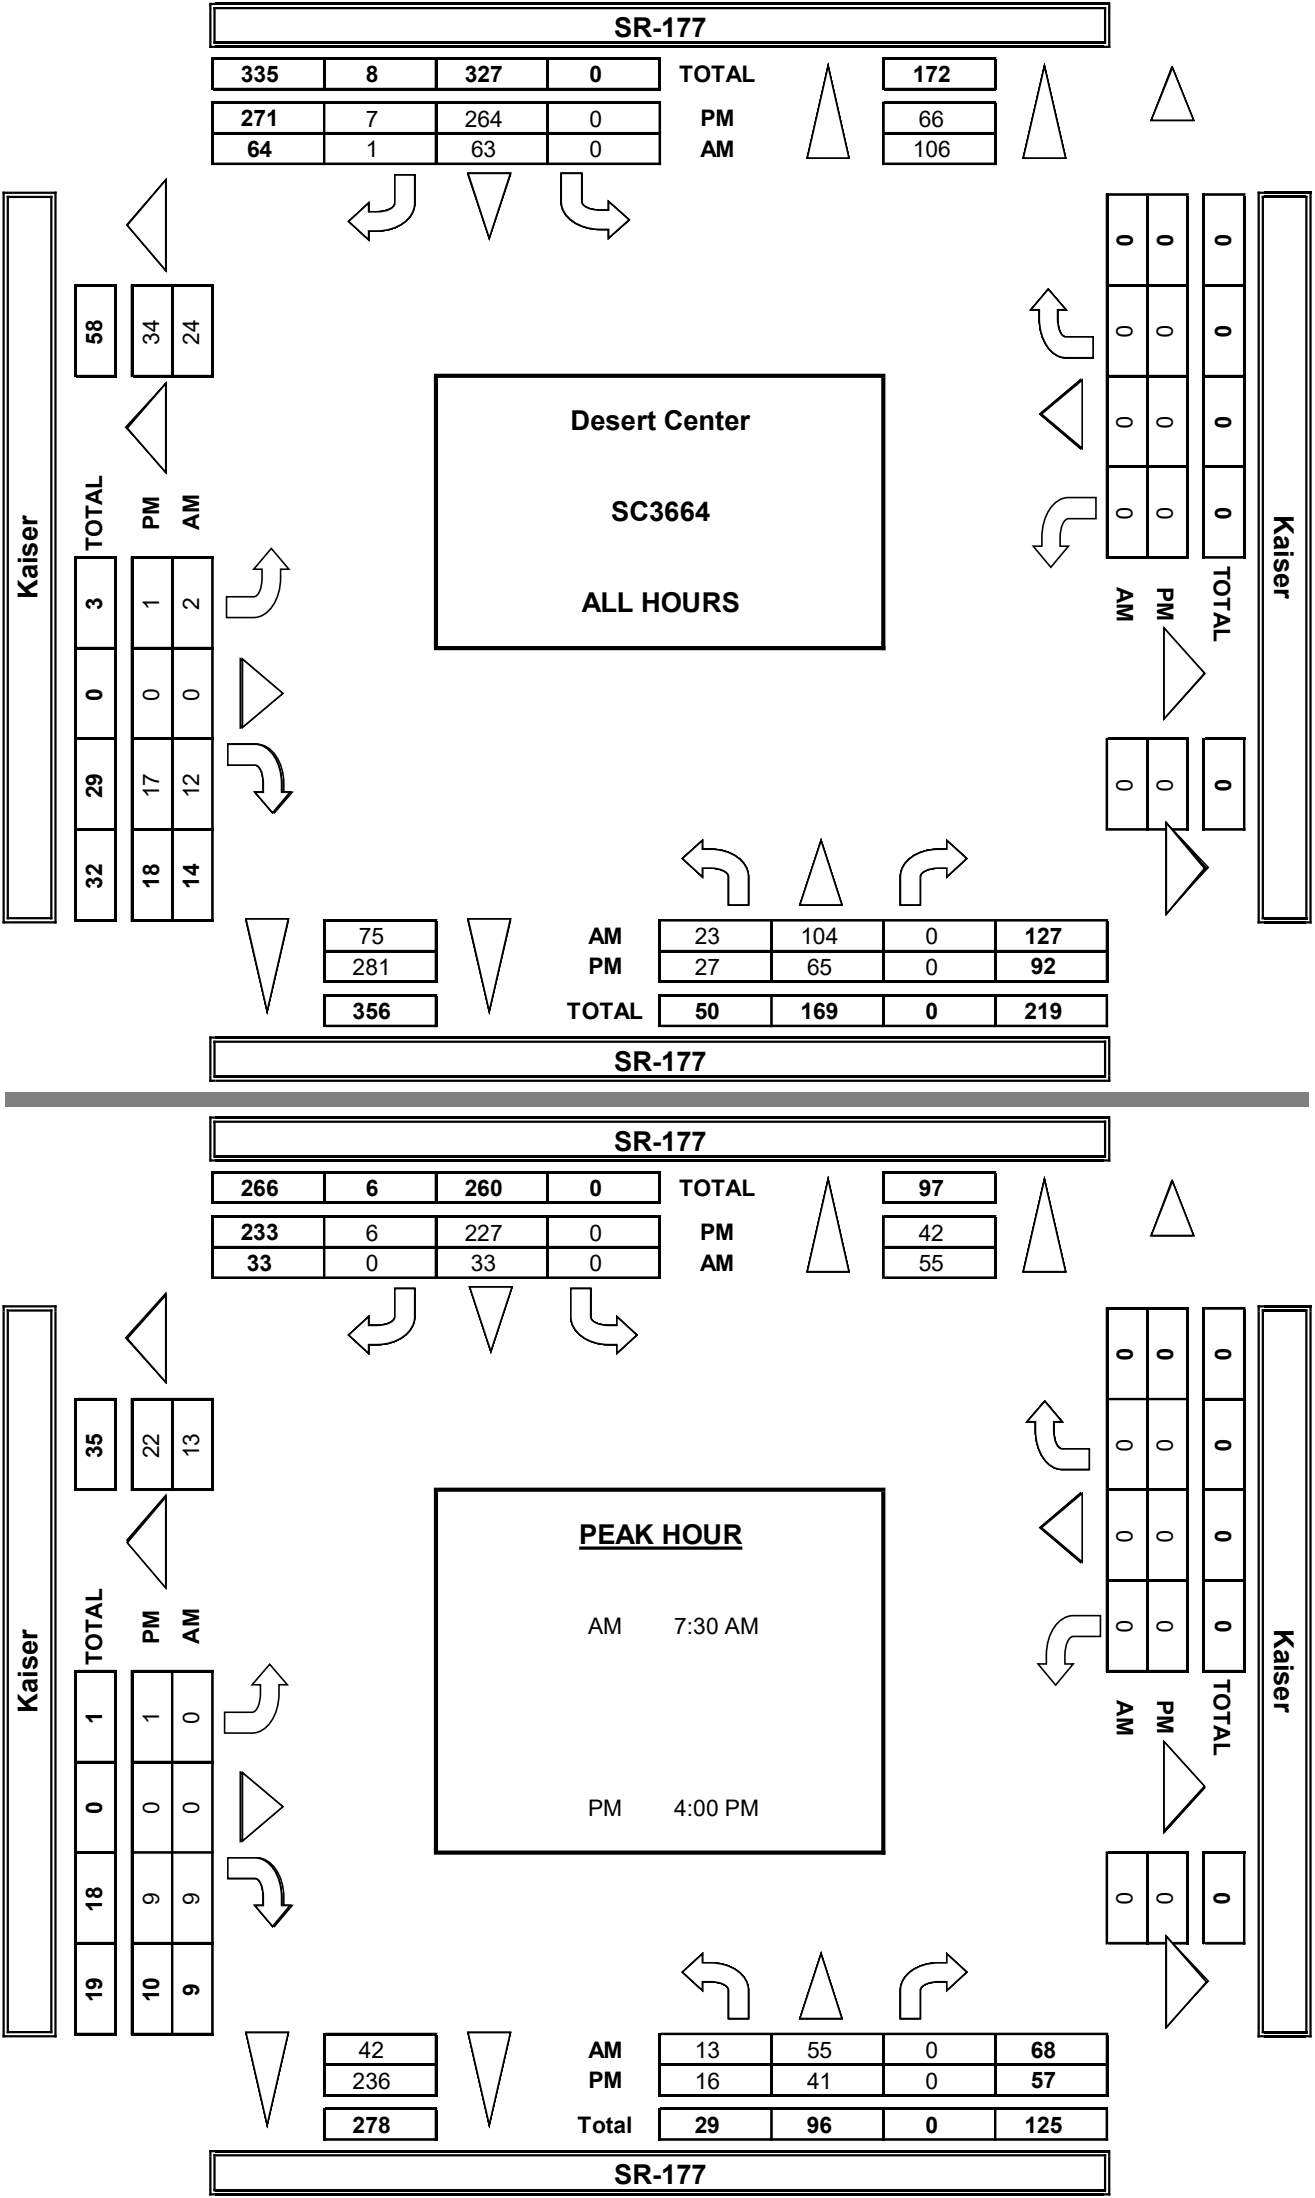 SR-177
335 8 327 0 TOTAL 172
271 7 264 0 PM 66
64 1 63 0 AM 106
Kaiser
58 34 24
TOTAL PM AM
3 1 2
0 0 0
29 17 12
32 18 14
Desert Center
SC3664
ALL HOURS
0 0 0
0 0 0
0 0 0
0 0 0
AM PM TOTAL
0 0 0
Kaiser
75 AM 23 104 0 127
281 PM 27 65 0 92
356 TOTAL 50 169 0 219
SR-177
SR-177
266 6 260 0 TOTAL 97
233 6 227 0 PM 42
33 0 33 0 AM 55
Kaiser
35 22 13
TOTAL PM AM
1 1 0
0 0 0
18 9 9
19 10 9
PEAK HOUR
AM 7:30 AM
PM 4:00 PM
0 0 0
0 0 0
0 0 0
0 0 0
AM PM TOTAL
0 0 0
Kaiser
42 AM 13 55 0 68
236 PM 16 41 0 57
278 Total 29 96 0 125
SR-177